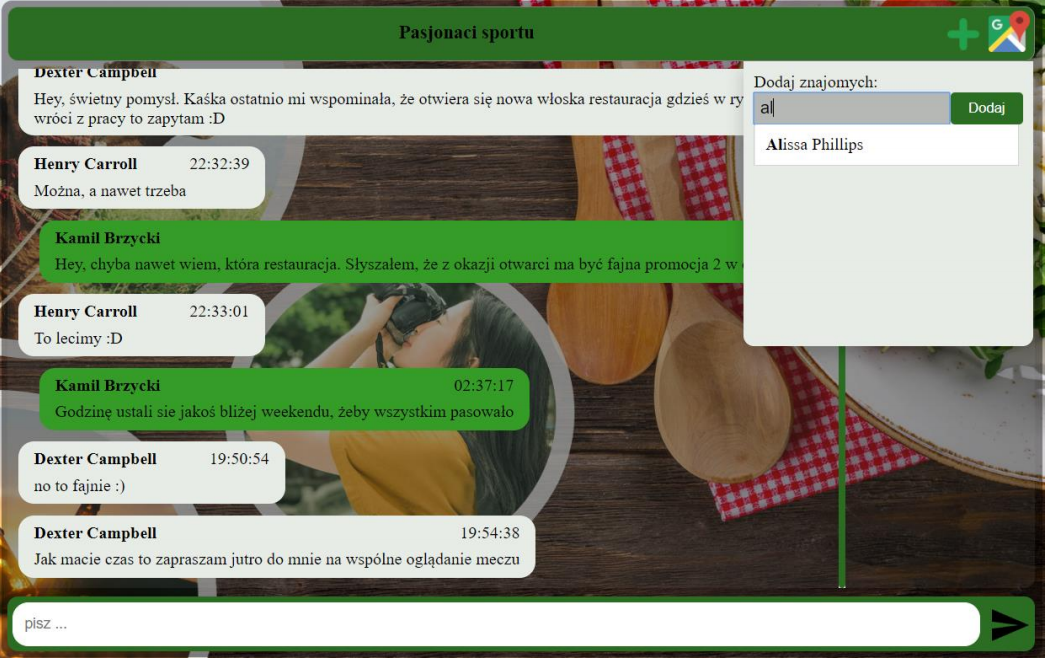 Pasjonaci sportu
G
Dexter Campbell
Hey, świetny pomysł. Kaśka ostatnio mi wspominała, że otwiera się nowa włoska restauracja gdzieś w ry
wróci z pracy to zapytam :D
Henry Carroll 22:32:39
Można, a nawet trzeba
Kamil Brzycki
Hey, chyba nawet wiem, która restauracja. Słyszałem, że z okazji otwarci ma być fajna promocja 2 w
Henry Carroll 22:33:01
To lecimy :D
Kamil Brzycki 02:37:17
Godzinę ustali sie jakoś bliżej weekendu, żeby wszystkim pasowało
Dexter Campbell 19:50:54
no to fajnie :)
Dexter Campbell 19:54:38
Jak macie czas to zapraszam jutro do mnie na wspólne oglądanie meczu
Dodaj znajomych:
al Dodaj
Alissa Phillips
pisz ...